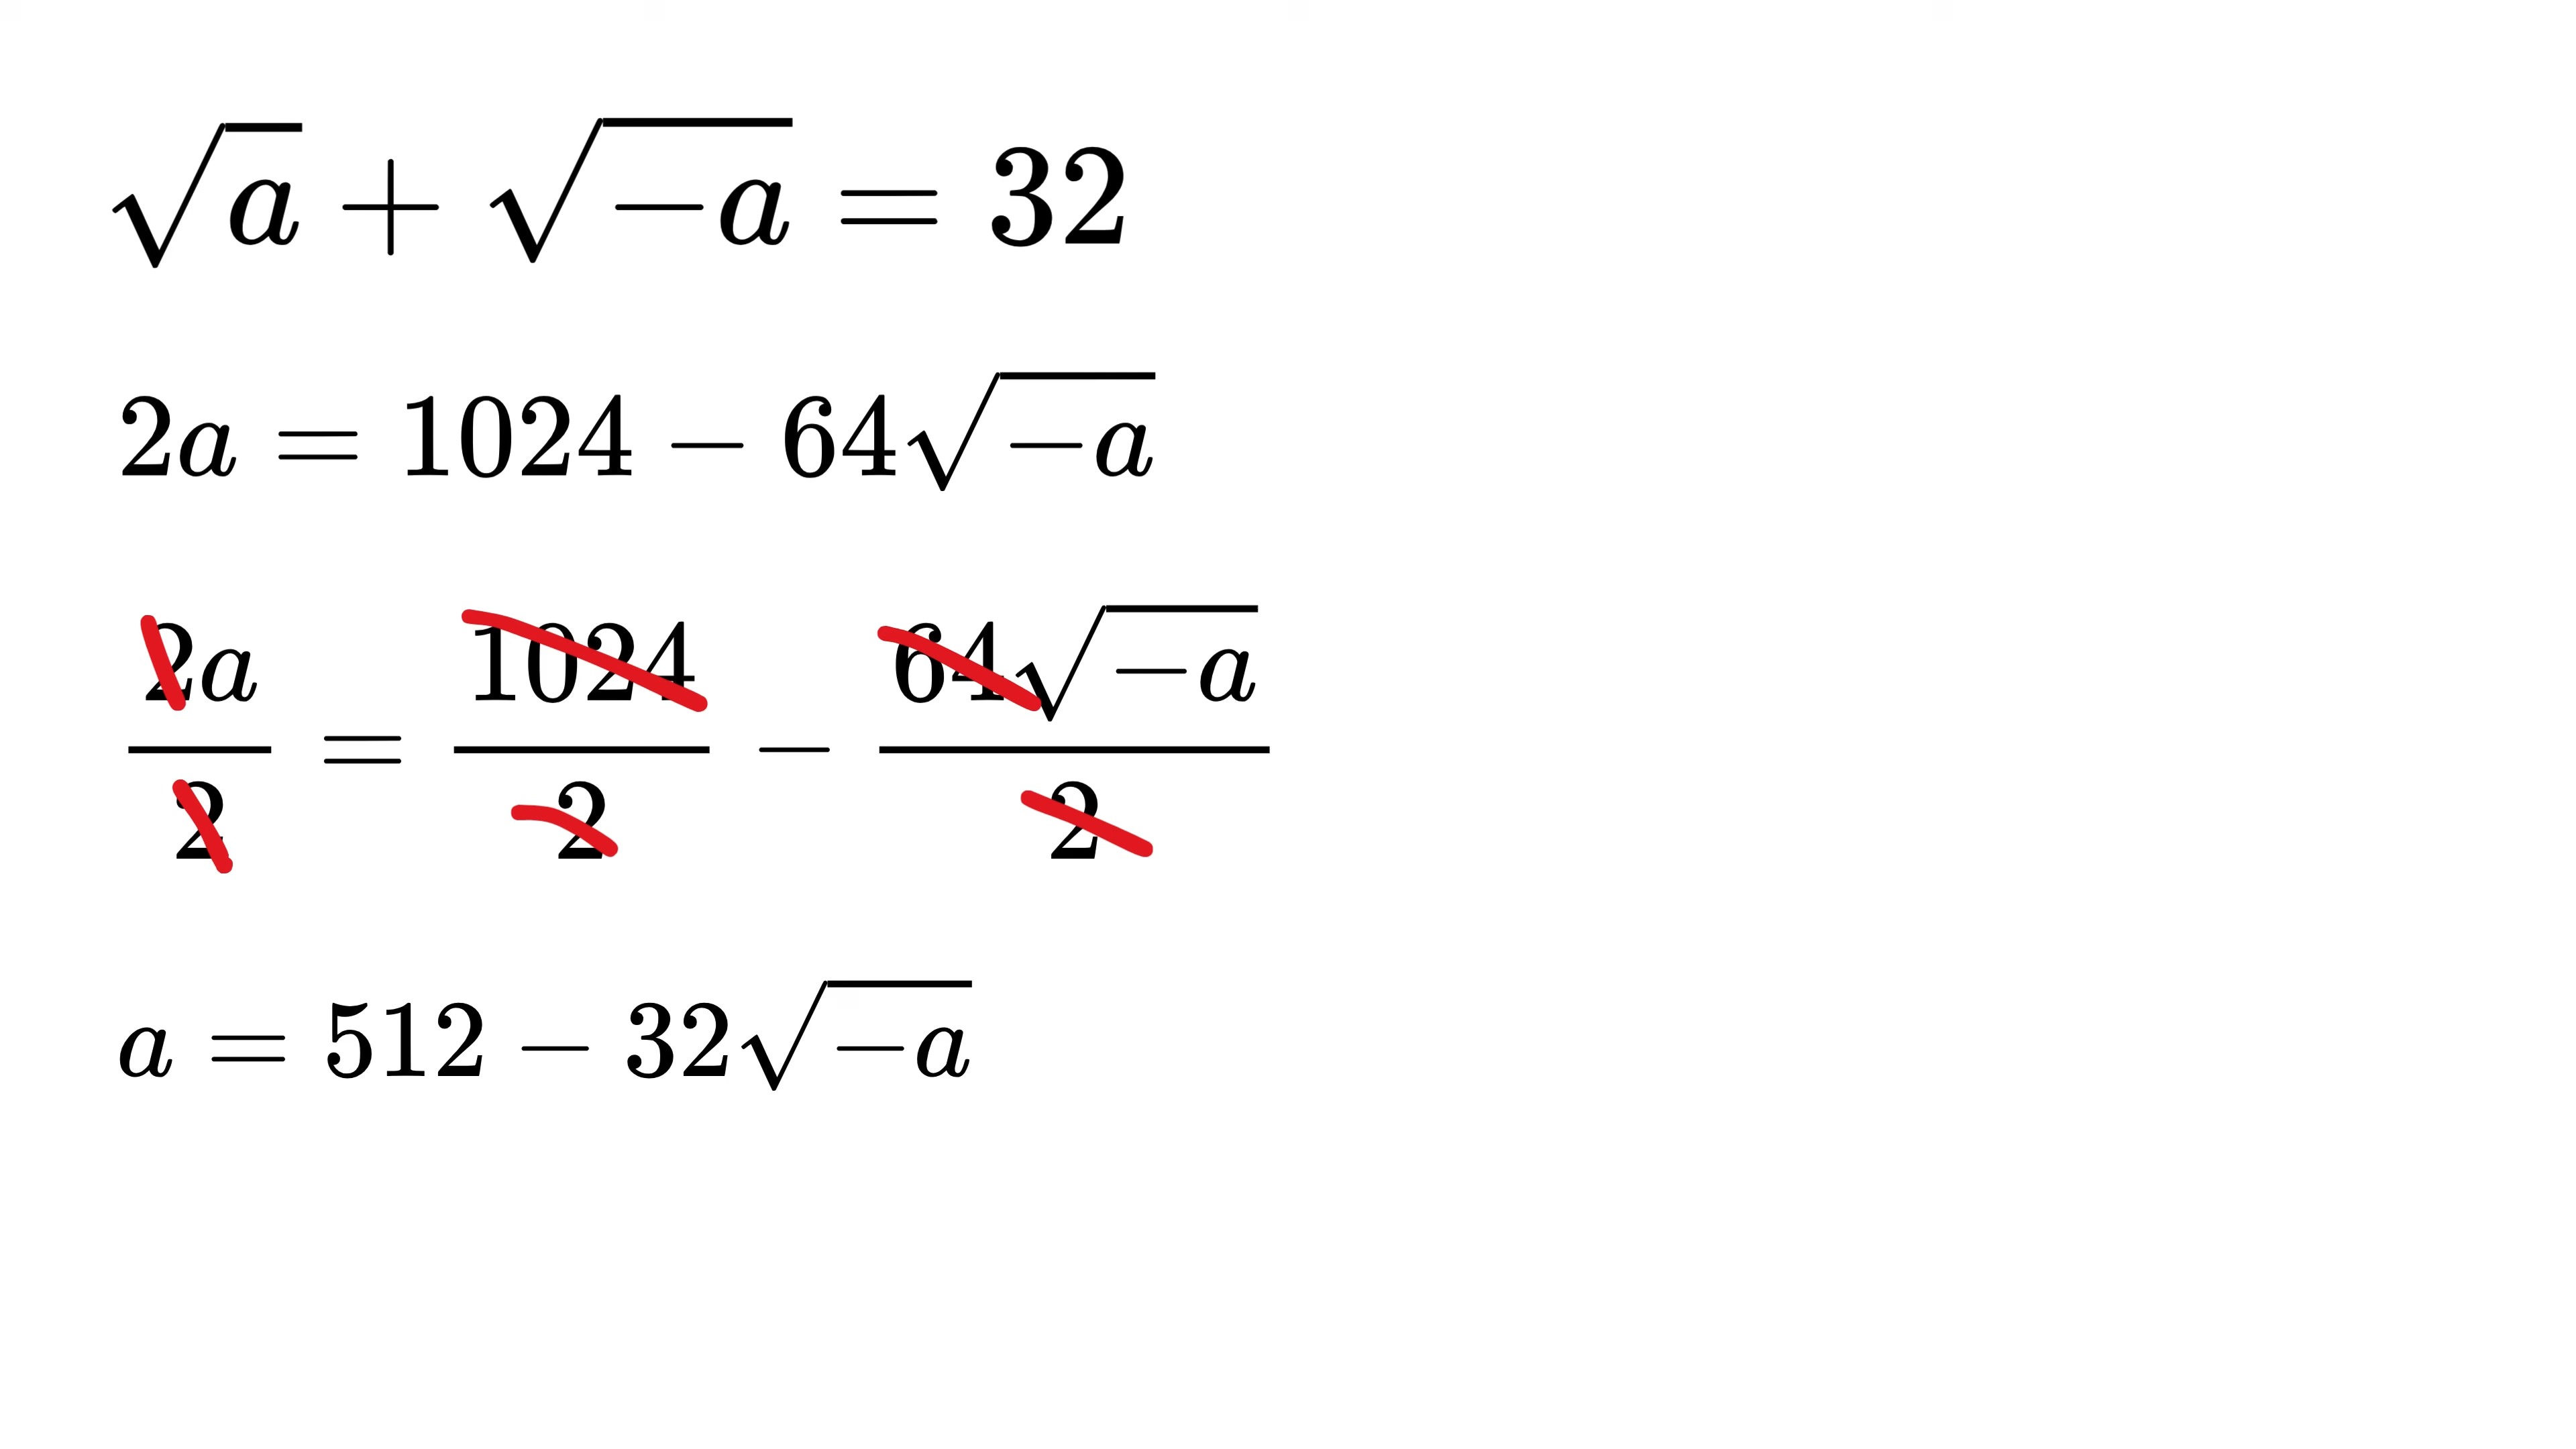 √a + √−a = 32
2a = 1024 − 64√−a
2a/2 = 1024/2 − 64√−a/2
a = 512 − 32√−a